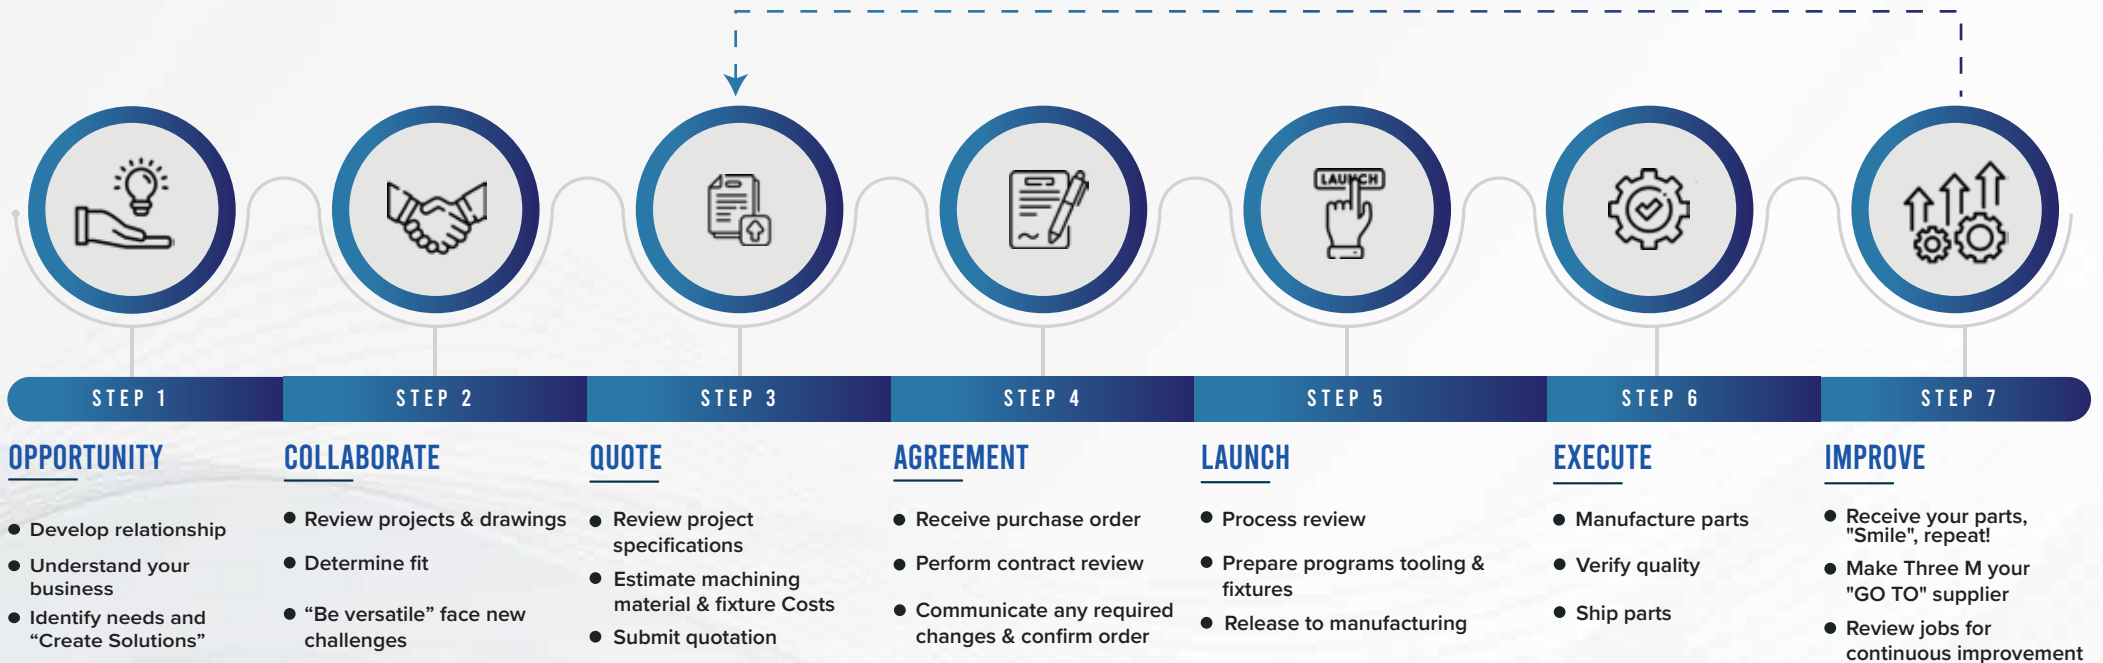 LAUNCH
STEP 1
STEP 2
STEP 3
STEP 4
STEP 5
STEP 6
STEP 7
OPPORTUNITY
● Develop relationship
● Understand your
business
● Identify needs and
“Create Solutions”
COLLABORATE
● Review projects & drawings
● Determine fit
● “Be versatile” face new
challenges
QUOTE
● Review project
specifications
● Estimate machining
material & fixture Costs
● Submit quotation
AGREEMENT
● Receive purchase order
● Perform contract review
● Communicate any required
changes & confirm order
LAUNCH
● Process review
● Prepare programs tooling &
fixtures
● Release to manufacturing
EXECUTE
● Manufacture parts
● Verify quality
● Ship parts
IMPROVE
● Receive your parts,
"Smile", repeat!
● Make Three M your
"GO TO" supplier
● Review jobs for
continuous improvement